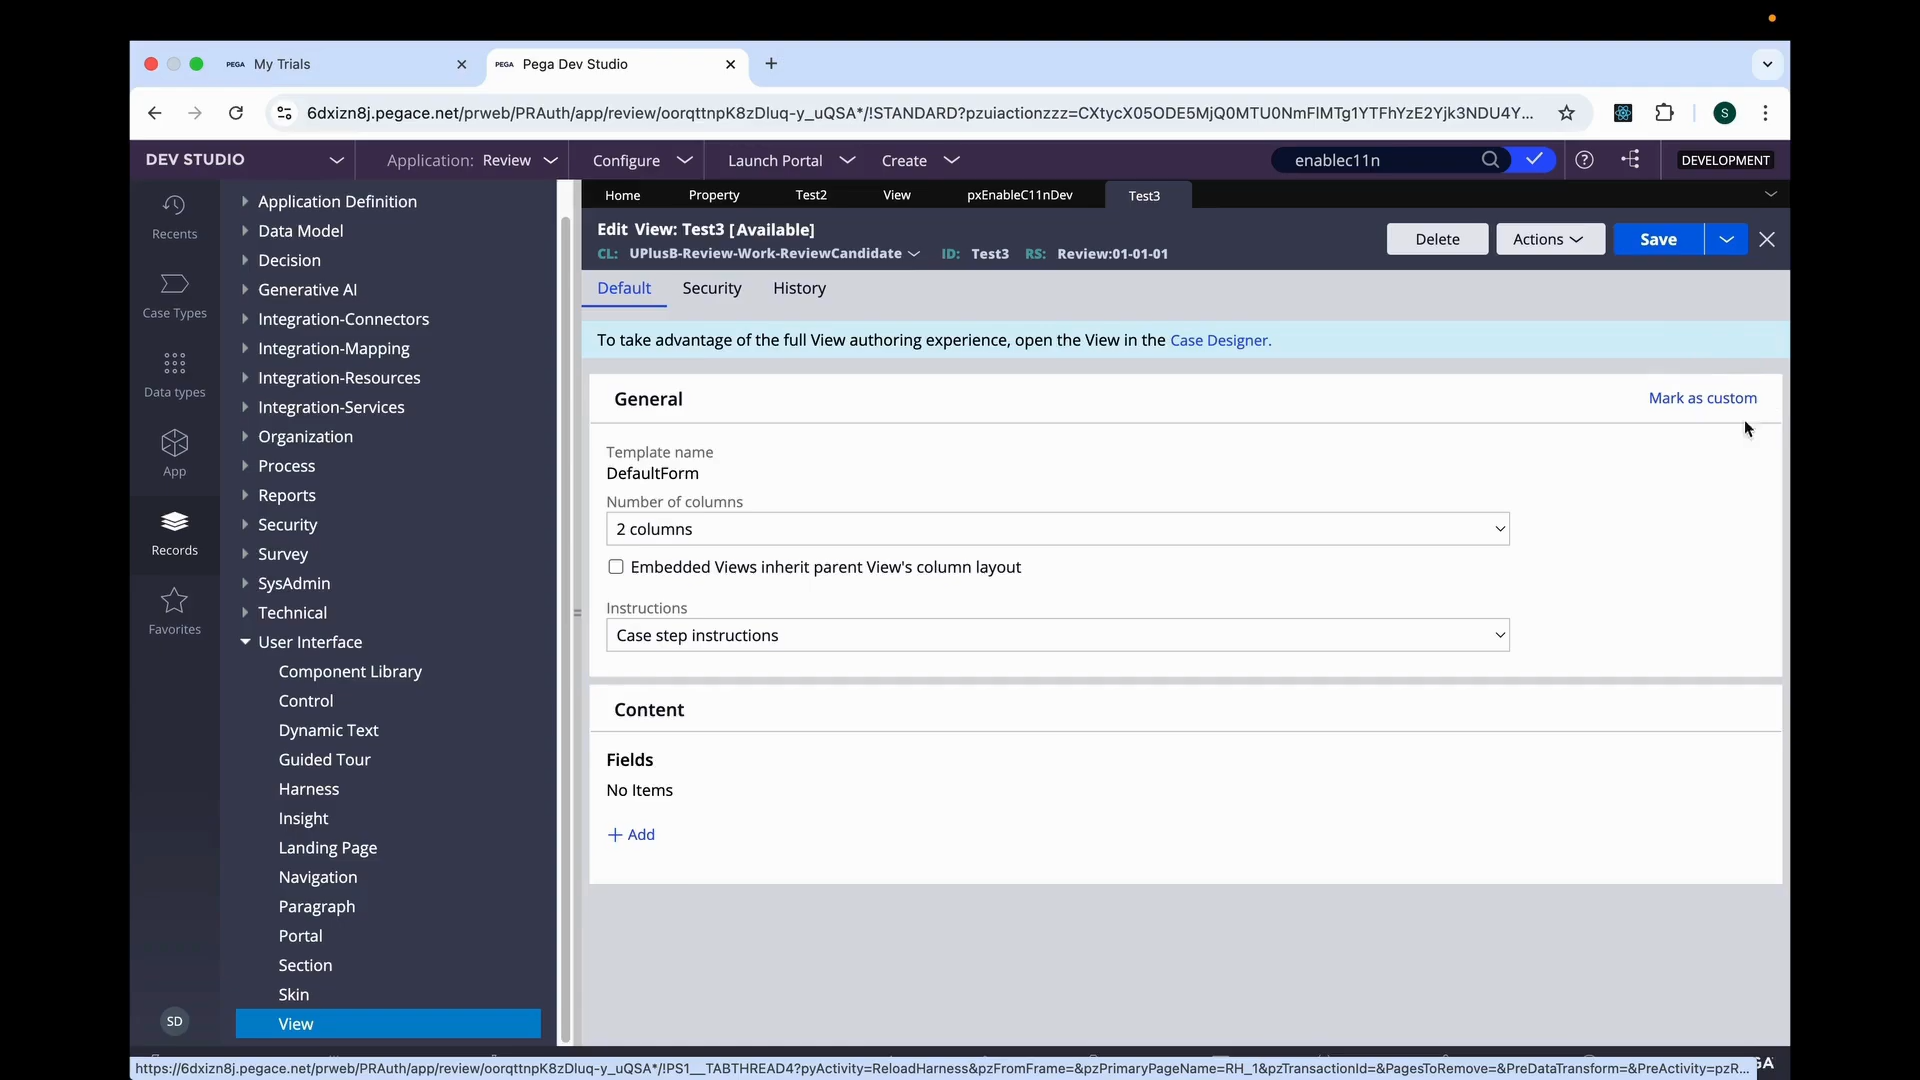 PEGA My Trials
PEGA Pega Dev Studio
6dxizn8j.pegace.net/prweb/PRAuth/app/review/oorqttnpK8zDluq-y_uQSA*/!STANDARD?pzuiactionzzz=CXtycX05ODE5MjQ0MTU0NmFlMTg1YTFhYzE2Yjk3NDU4Y...
S
DEV STUDIO
Application: Review
Configure
Launch Portal
Create
enablec11n
DEVELOPMENT
Recents
Case Types
Data types
App
Records
Favorites
SD
Application Definition
Data Model
Decision
Generative AI
Integration-Connectors
Integration-Mapping
Integration-Resources
Integration-Services
Organization
Process
Reports
Security
Survey
SysAdmin
Technical
User Interface
Component Library
Control
Dynamic Text
Guided Tour
Harness
Insight
Landing Page
Navigation
Paragraph
Portal
Section
Skin
View
Home Property Test2 View pxEnableC11nDev Test3
Edit View: Test3 [Available]
CL: UPlusB-Review-Work-ReviewCandidate ID: Test3 RS: Review:01-01-01
Delete Actions Save
Default Security History
To take advantage of the full View authoring experience, open the View in the Case Designer.
General
Mark as custom
Template name
DefaultForm
Number of columns
2 columns
Embedded Views inherit parent View's column layout
Instructions
Case step instructions
Content
Fields
No Items
+ Add
https://6dxizn8j.pegace.net/prweb/PRAuth/app/review/oorqttnpK8zDluq-y_uQSA*/!PS1__TABTHREAD4?pyActivity=ReloadHarness&pzFromFrame=&pzPrimaryPageName=RH_1&pzTransactionId=&PagesToRemove=&PreDataTransform=&PreActivity=pzR...